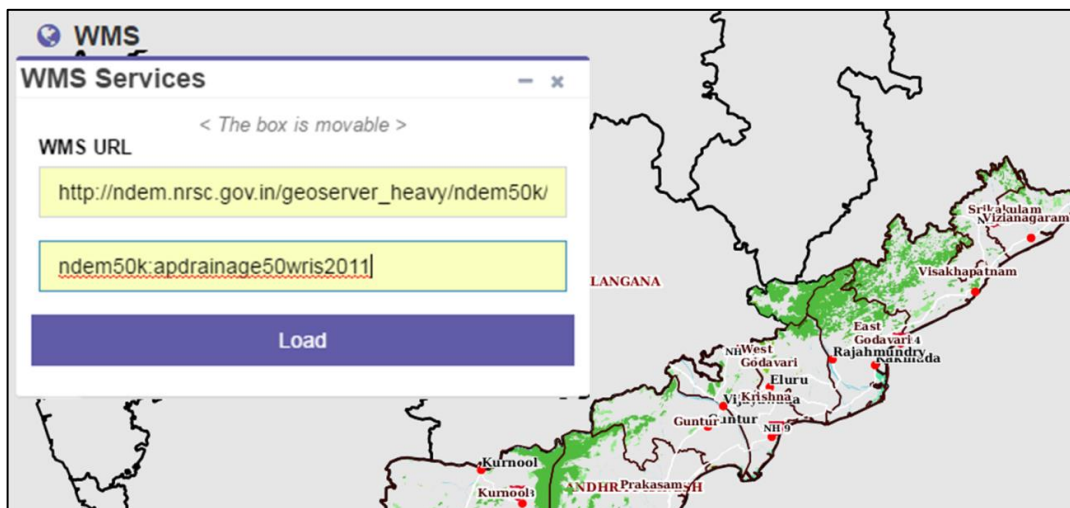 WMS
WMS Services
< The box is movable >
WMS URL
http://ndem.nrsc.gov.in/geoserver_heavy/ndem50k/
ndem50k:apdrainage50wris2011
Load
LANGANA
Srikakulam
Vizianagaram
Visakhapatnam
East
Godavari
Rajahmundry
NH
West
Godavari
Eluru
Krishna
Guntur
NH 9
Kurnool
Kurnool
Prakasam